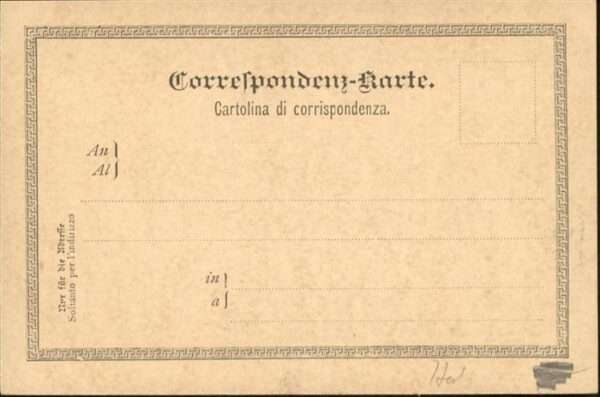 Correspondenz-Karte.
Cartolina di corrispondenza.
An
Al
in
a
Nur für die Adresse
Soltanto per l'indirizzo